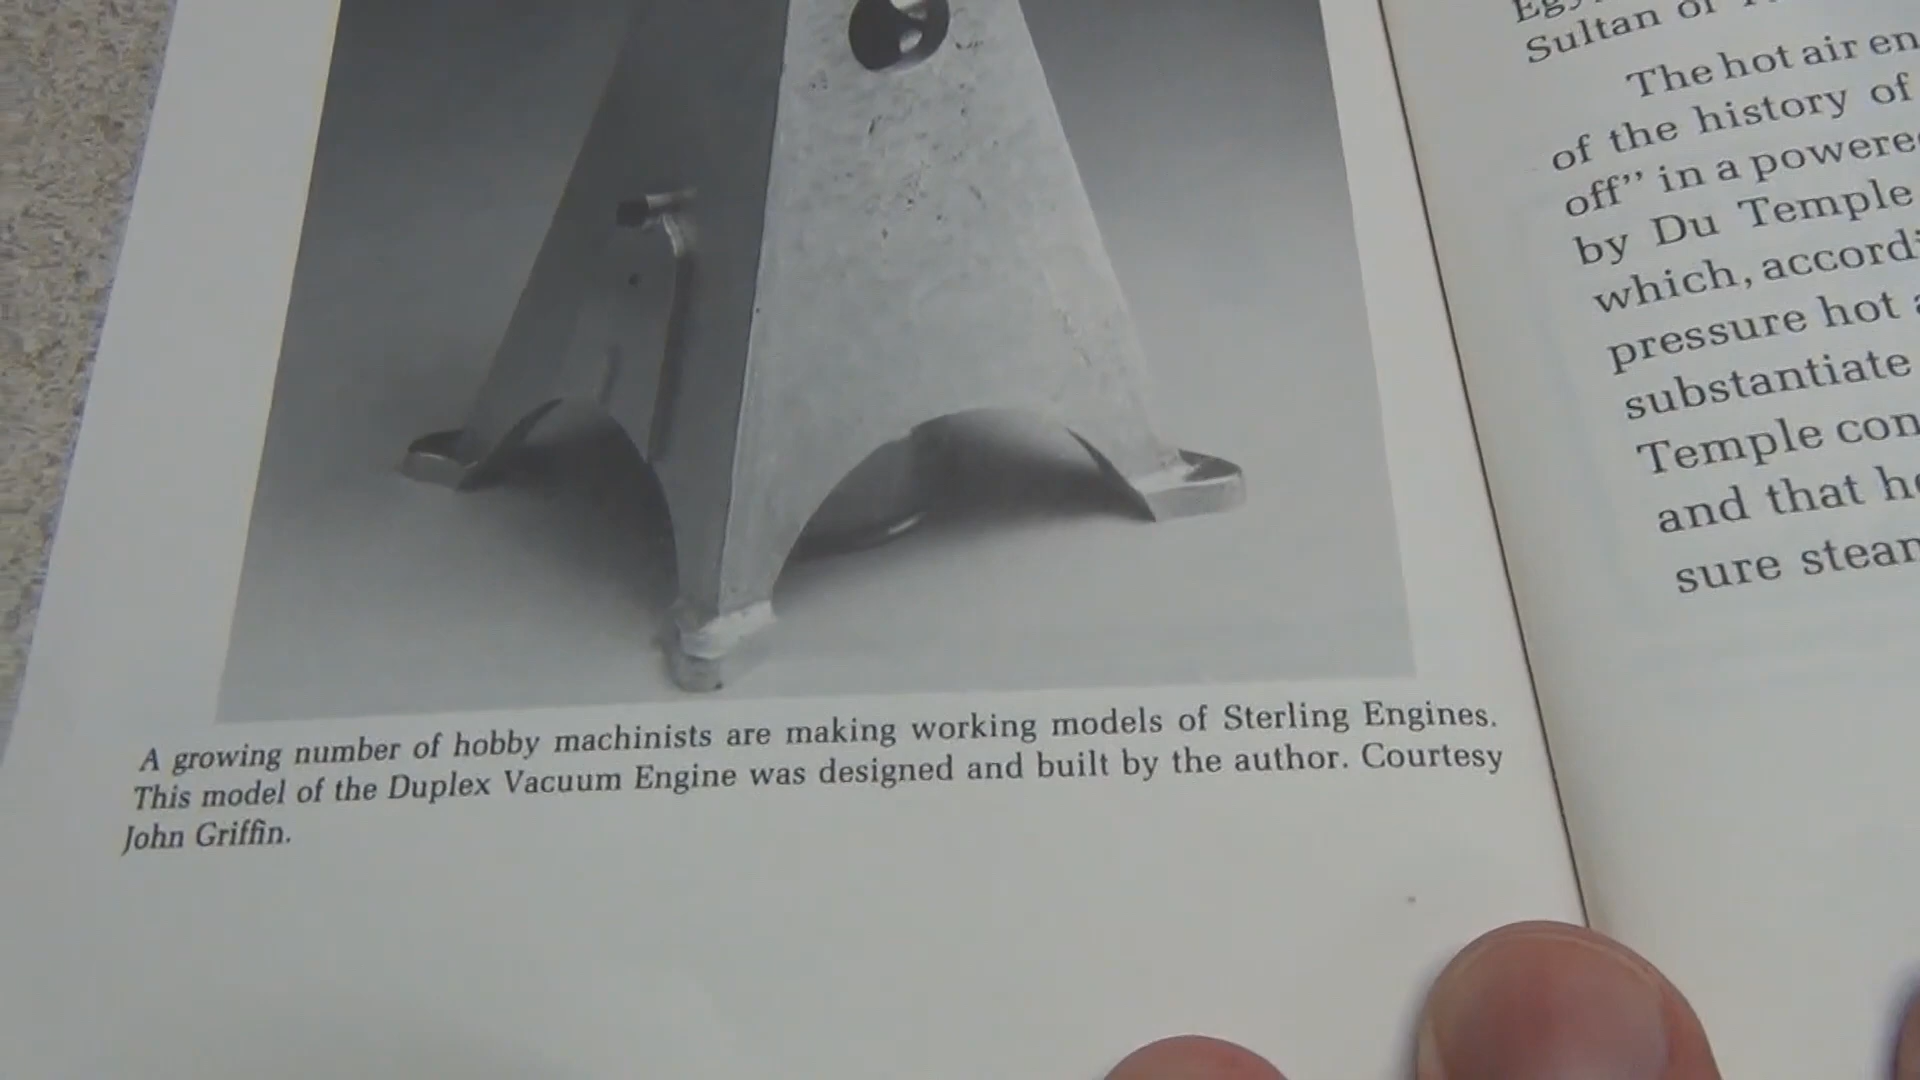 A growing number of hobby machinists are making working models of Sterling Engines.
This model of the Duplex Vacuum Engine was designed and built by the author. Courtesy
John Griffin.
Sultan of
The hot air en
of the history of
off” in a powere
by Du Temple
which, accordi
pressure hot
substantiate
Temple con
and that he
sure stean